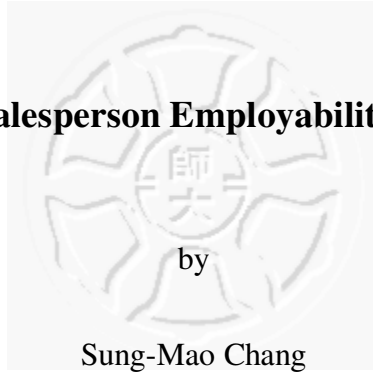 alesperson Employabilit
師
大
by
Sung-Mao Chang